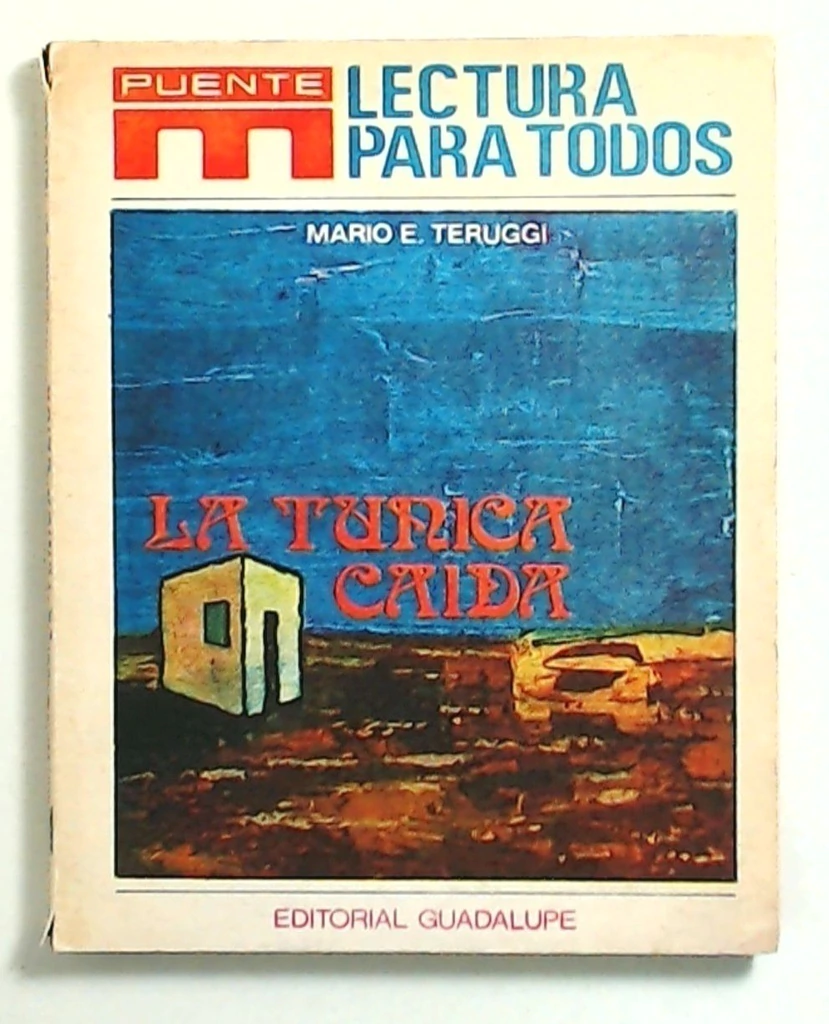 PUENTE
LECTURA
PARA TODOS
MARIO E. TERUGGI
LA TUNICA
CAIDA
EDITORIAL GUADALUPE